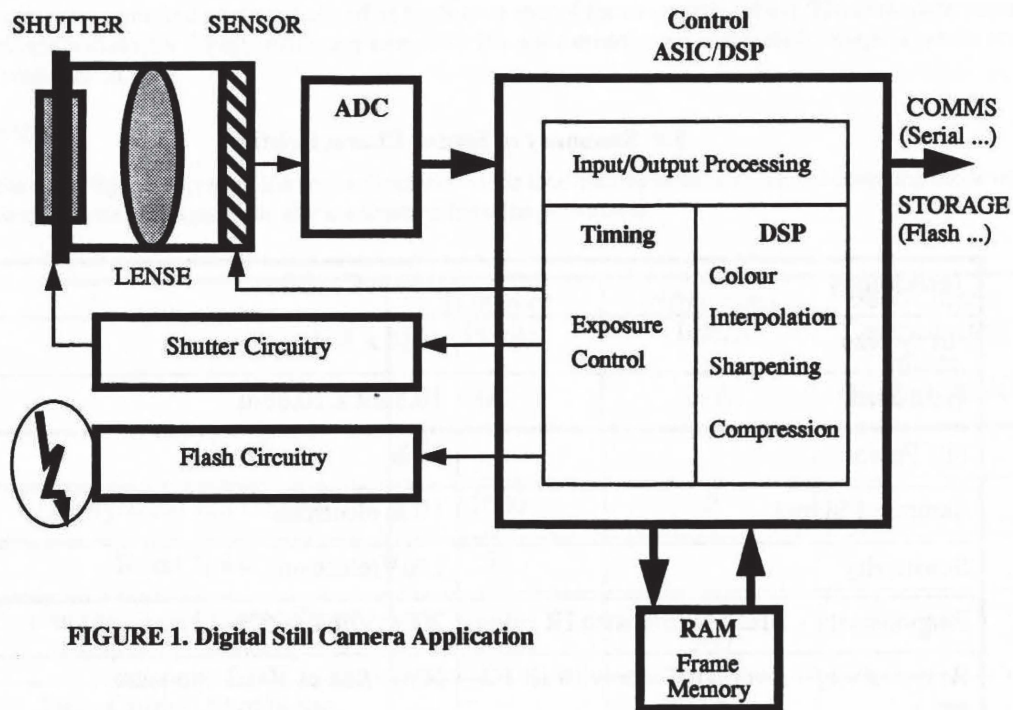 SHUTTER
SENSOR
Control
ASIC/DSP
ADC
COMMS
(Serial ...)
Input/Output Processing
STORAGE
(Flash ...)
Timing
DSP
LENSE
Colour
Exposure
Interpolation
Control
Sharpening
Shutter Circuitry
Compression
Flash Circuitry
FIGURE 1. Digital Still Camera Application
RAM
Frame
Memory